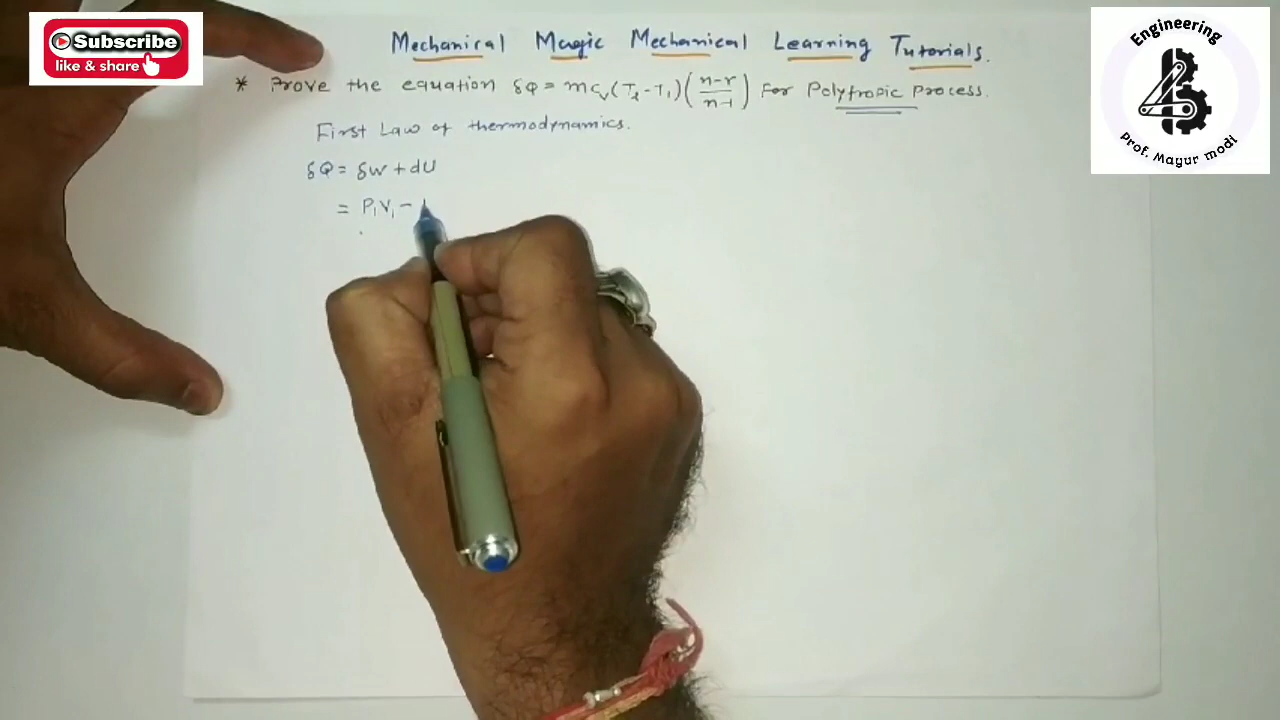 Subscribe
like & share
Engineering
Prof. Mayur modi
Mechanical Magic Mechanical Learning Tutorials.
* Prove the equation δQ = mCv(T2-T1)(n-r/n-1) For Polytropic Process.
First Law of thermodynamics.
δQ = δW + dU
= P1V1 -